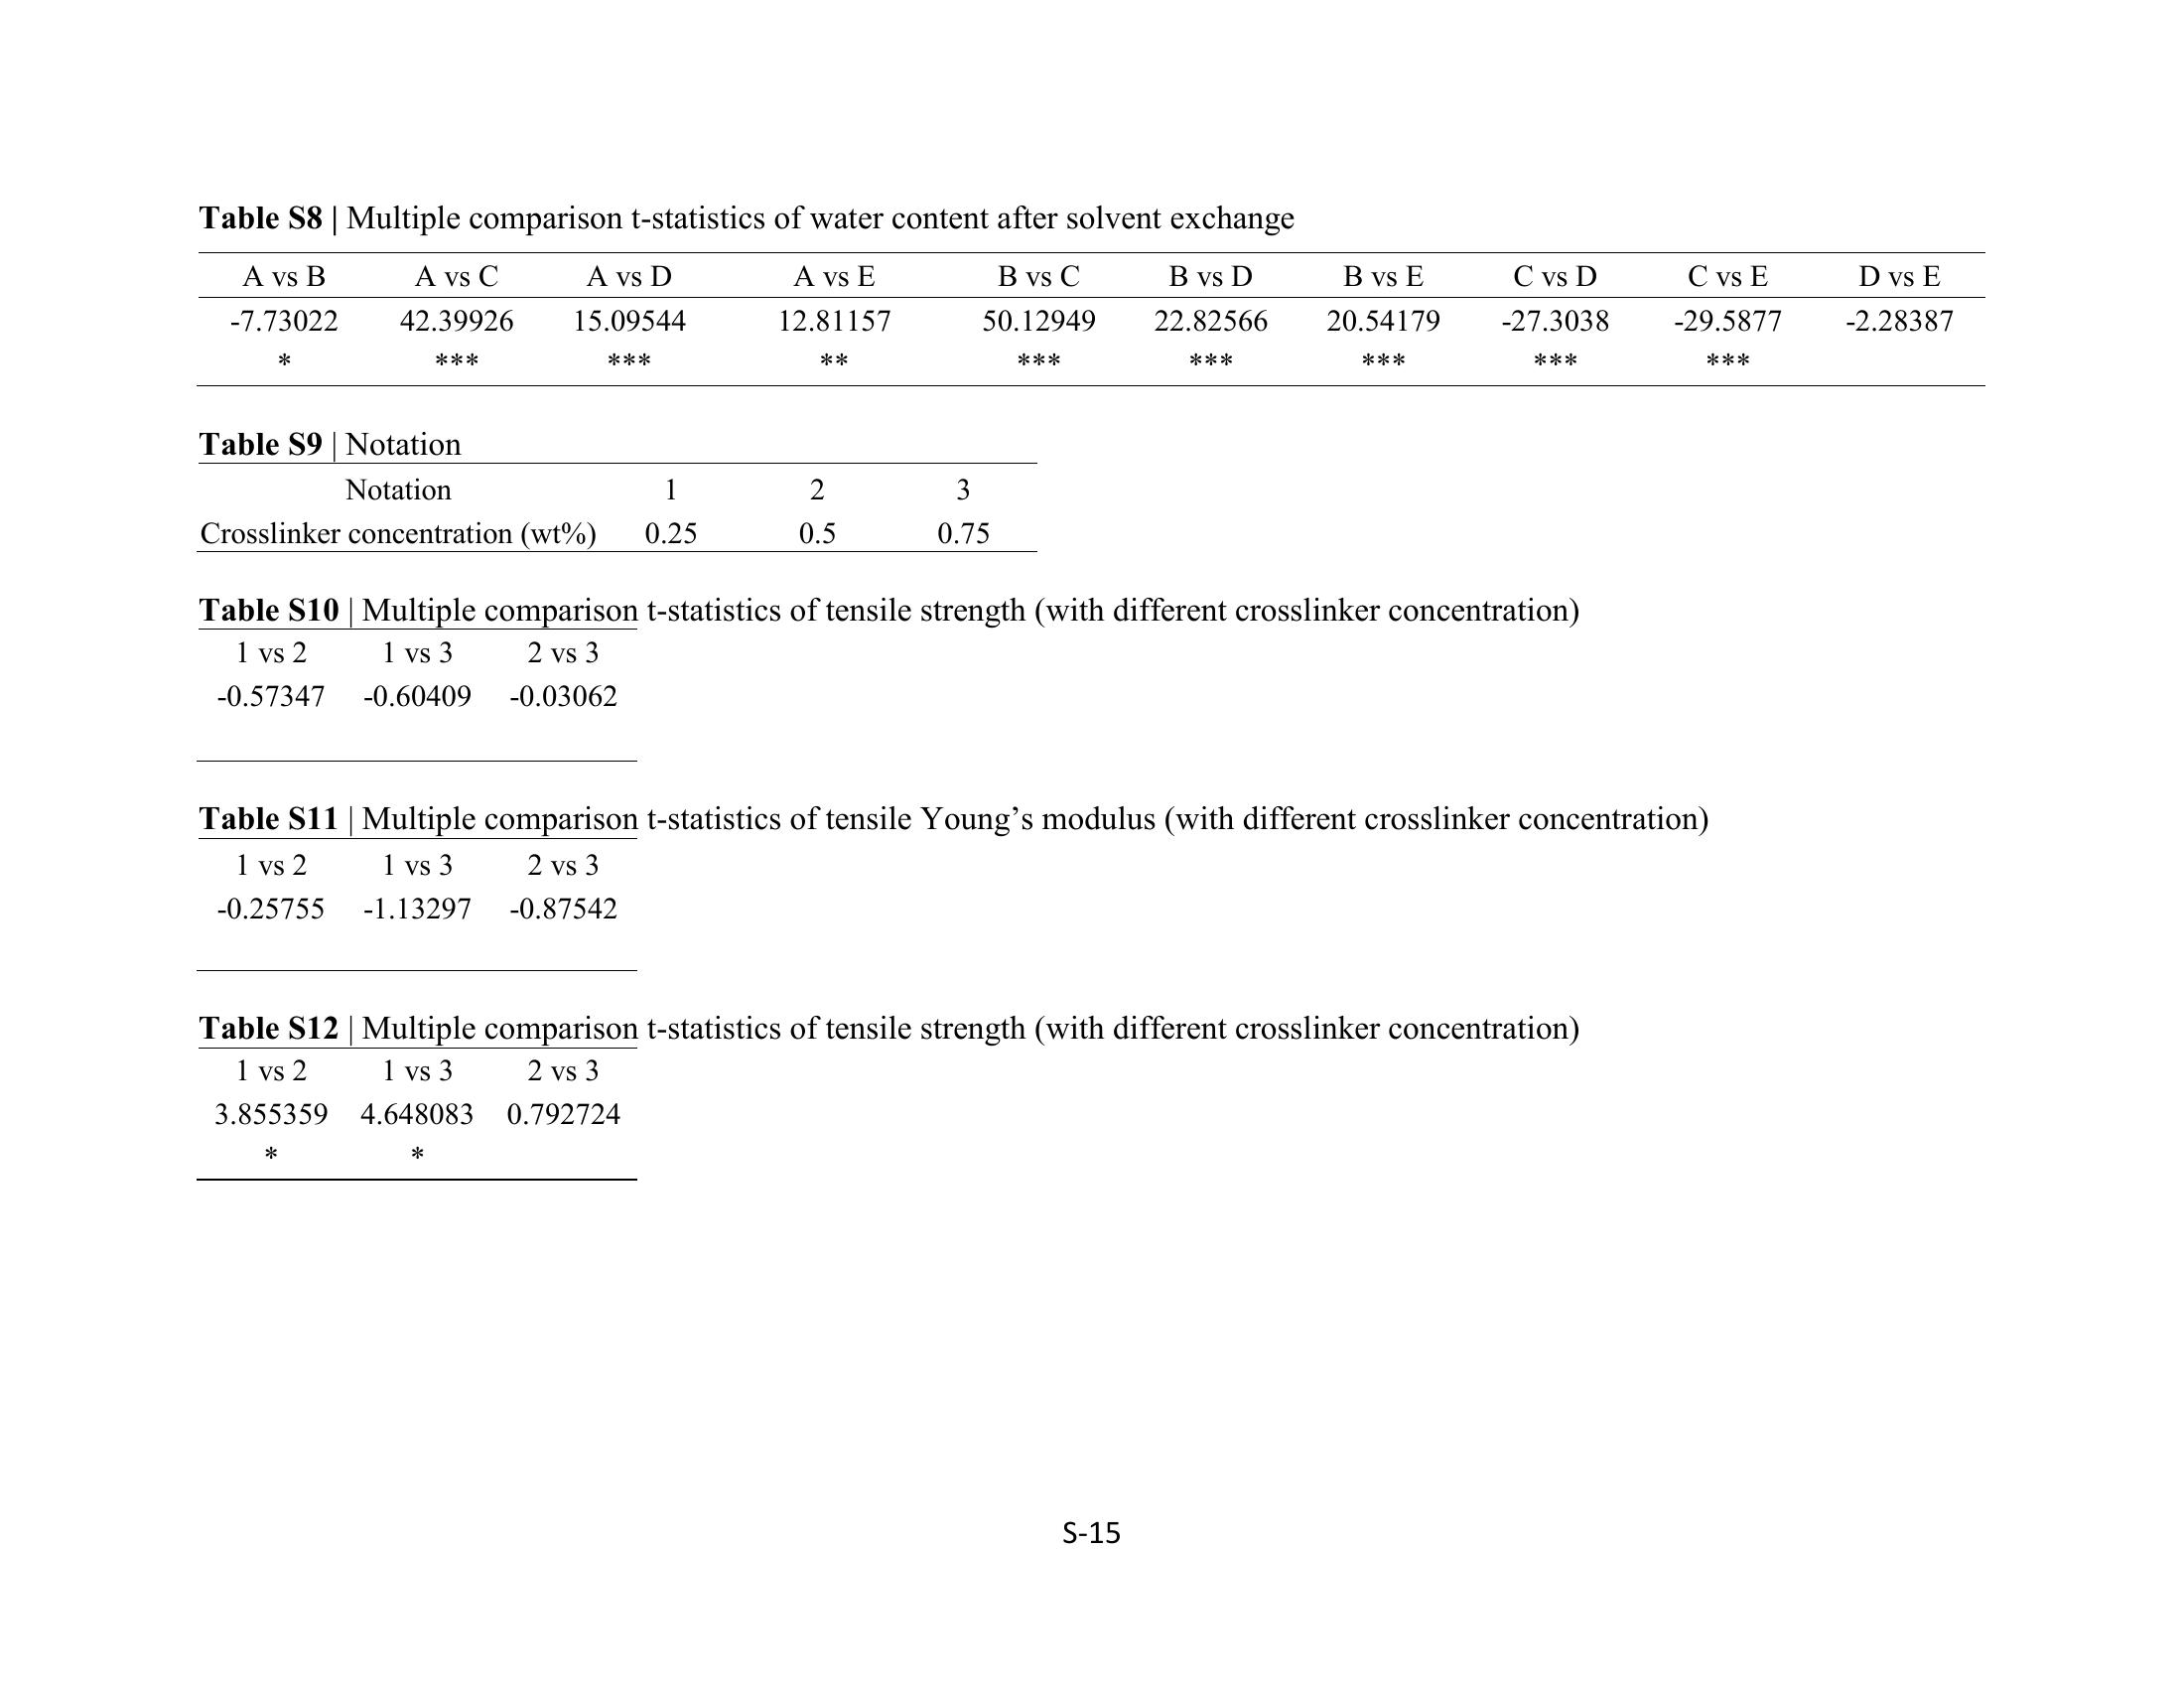 Table S8 | Multiple comparison t-statistics of water content after solvent exchange
A vs B A vs C A vs D A vs E B vs C B vs D B vs E C vs D C vs E D vs E
-7.73022 42.39926 15.09544 12.81157 50.12949 22.82566 20.54179 -27.3038 -29.5877 -2.28387
* *** *** ** *** *** *** *** ***
Table S9 | Notation
Notation 1 2 3
Crosslinker concentration (wt%) 0.25 0.5 0.75
Table S10 | Multiple comparison t-statistics of tensile strength (with different crosslinker concentration)
1 vs 2 1 vs 3 2 vs 3
-0.57347 -0.60409 -0.03062
Table S11 | Multiple comparison t-statistics of tensile Young’s modulus (with different crosslinker concentration)
1 vs 2 1 vs 3 2 vs 3
-0.25755 -1.13297 -0.87542
Table S12 | Multiple comparison t-statistics of tensile strength (with different crosslinker concentration)
1 vs 2 1 vs 3 2 vs 3
3.855359 4.648083 0.792724
* *
S-15